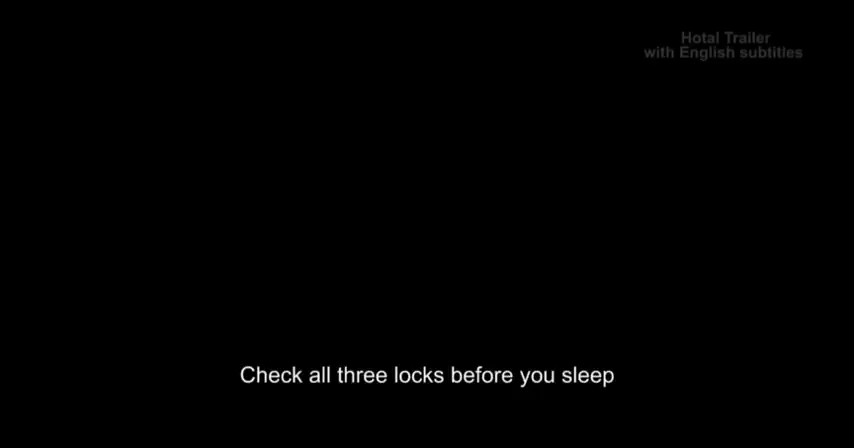 Hotal Trailer
with English subtitles
Check all three locks before you sleep